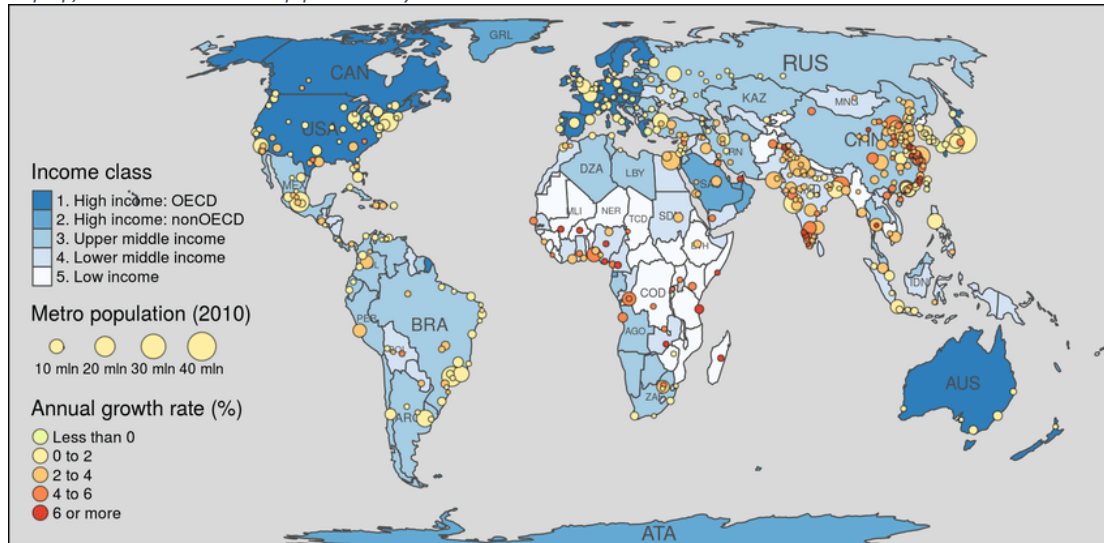 GRL
CAN
RUS
KAZ
MNG
USA
CHN
IRN
DZA
LBY
SAU
MEX
Income class
1. High income: OECD
2. High income: nonOECD
3. Upper middle income
4. Lower middle income
5. Low income
MLI
NER
TCD
SDN
ETH
Metro population (2010)
10 mln 20 mln 30 mln 40 mln
COD
IDN
PER
BRA
AGO
BOL
Annual growth rate (%)
Less than 0
0 to 2
2 to 4
4 to 6
6 or more
ZAF
AUS
ARG
ATA